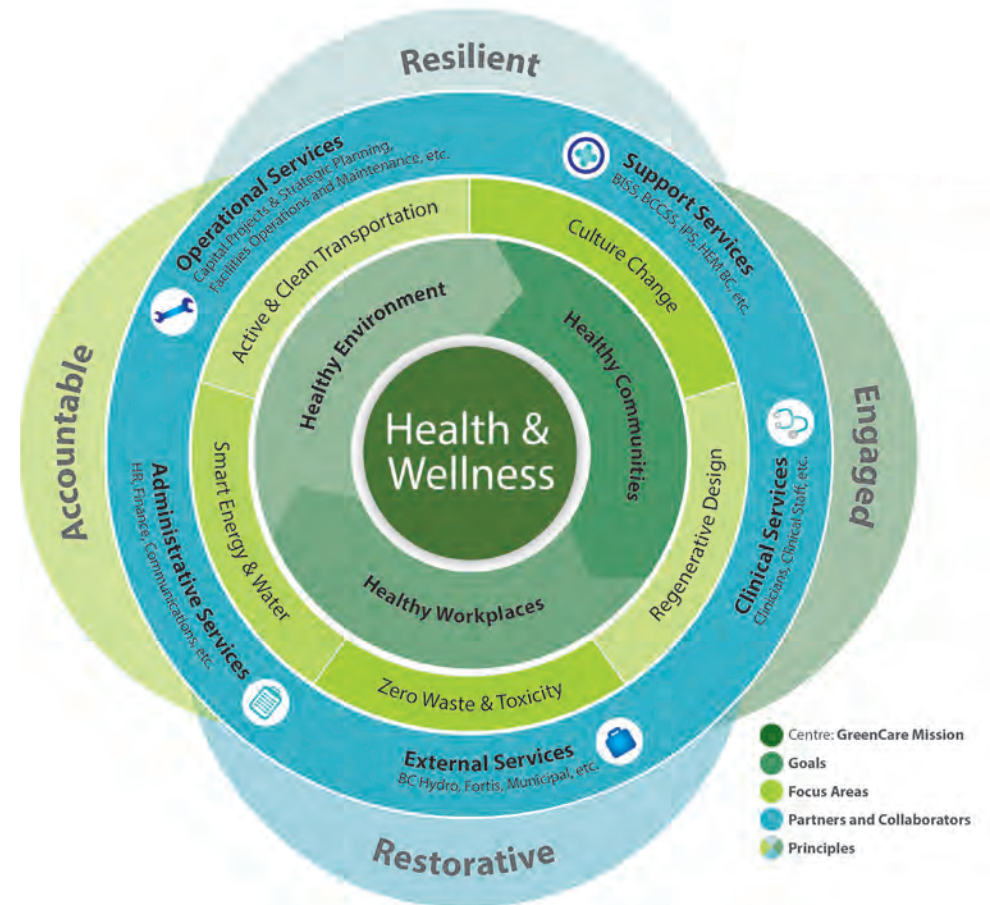 Resilient
Operational Services
Capital Projects & Strategic Planning,
Facilities Operations and Maintenance, etc.
Support Services
BISS, BCCSS, IPS, HEM BC, etc.
Active & Clean Transportation
Culture Change
Healthy Environment
Healthy Communities
Accountable
Health &
Wellness
Engaged
Administrative Services
HR, Finance, Communications, etc.
Smart Energy & Water
Regenerative Design
Clinical Services
Clinicians, Clinical Staff, etc.
Healthy Workplaces
Zero Waste & Toxicity
External Services
BC Hydro, Fortis, Municipal, etc.
Restorative
Centre: GreenCare Mission
Goals
Focus Areas
Partners and Collaborators
Principles